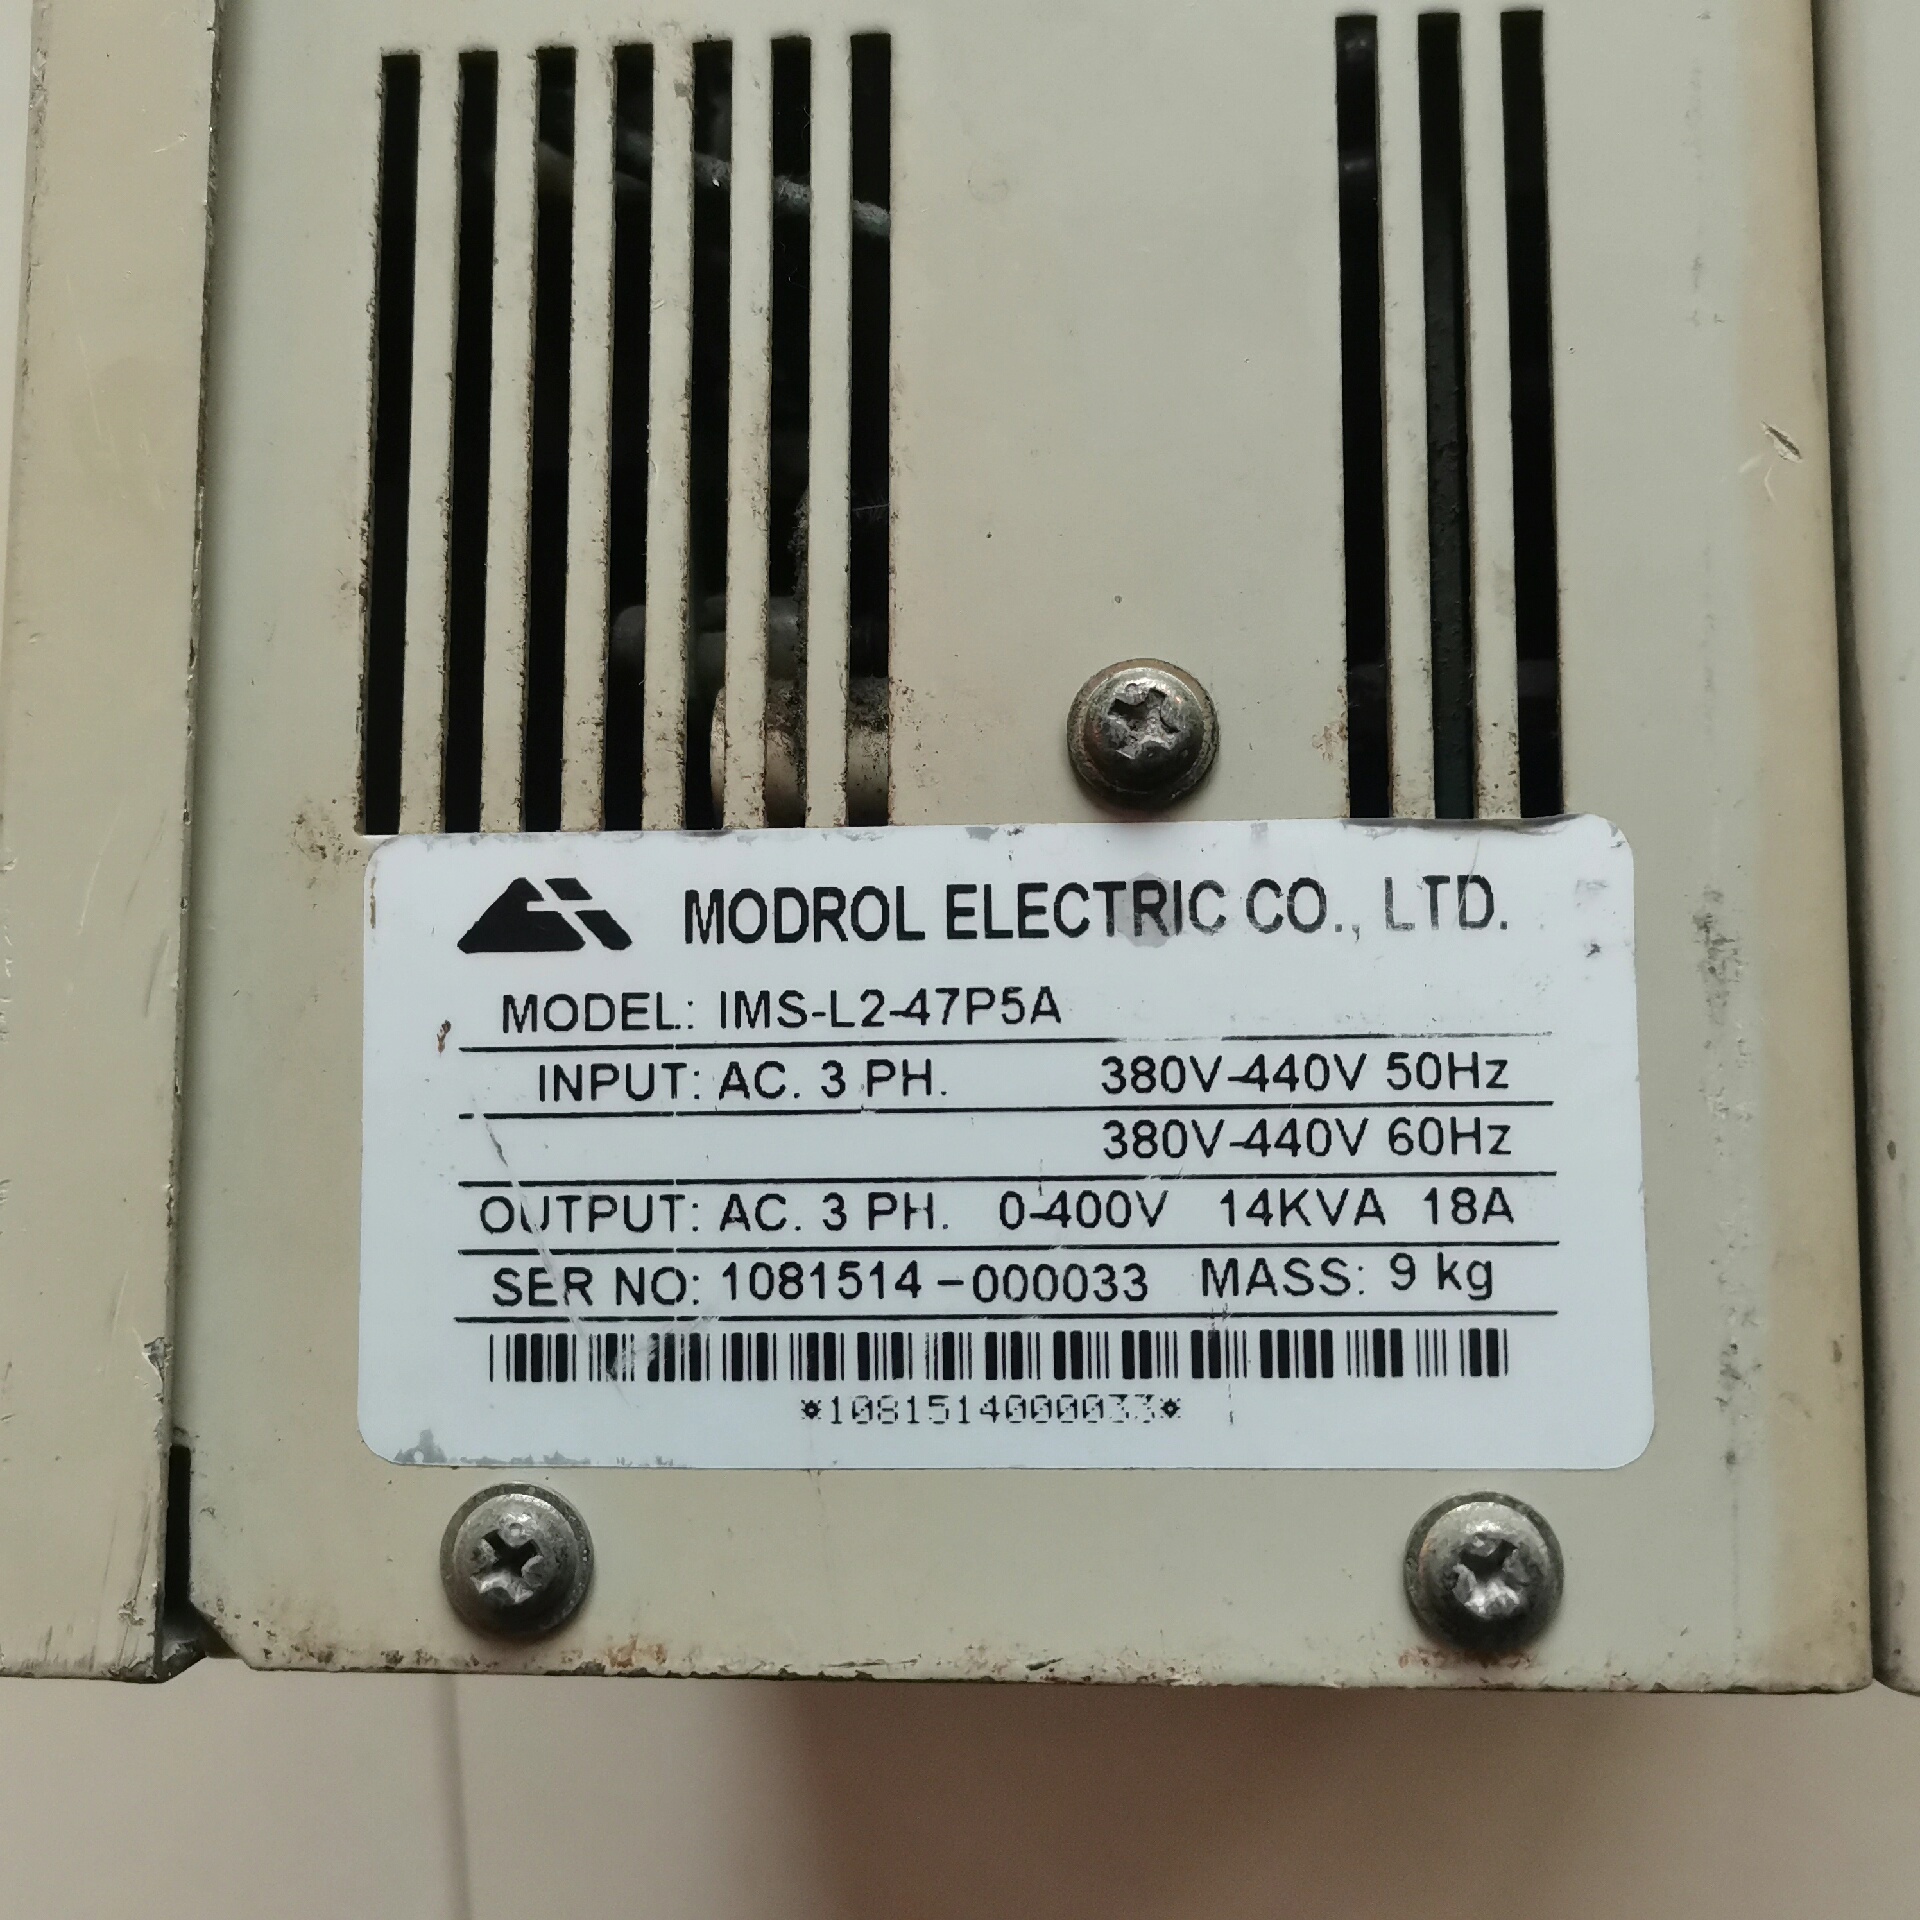 MODROL ELECTRIC CO., LTD.
MODEL: IMS-L2-47P5A
INPUT: AC. 3 PH. 380V-440V 50Hz
380V-440V 60Hz
OUTPUT: AC. 3 PH. 0-400V 14KVA 18A
SER NO: 1081514-000033 MASS: 9 kg
*1081514000033*